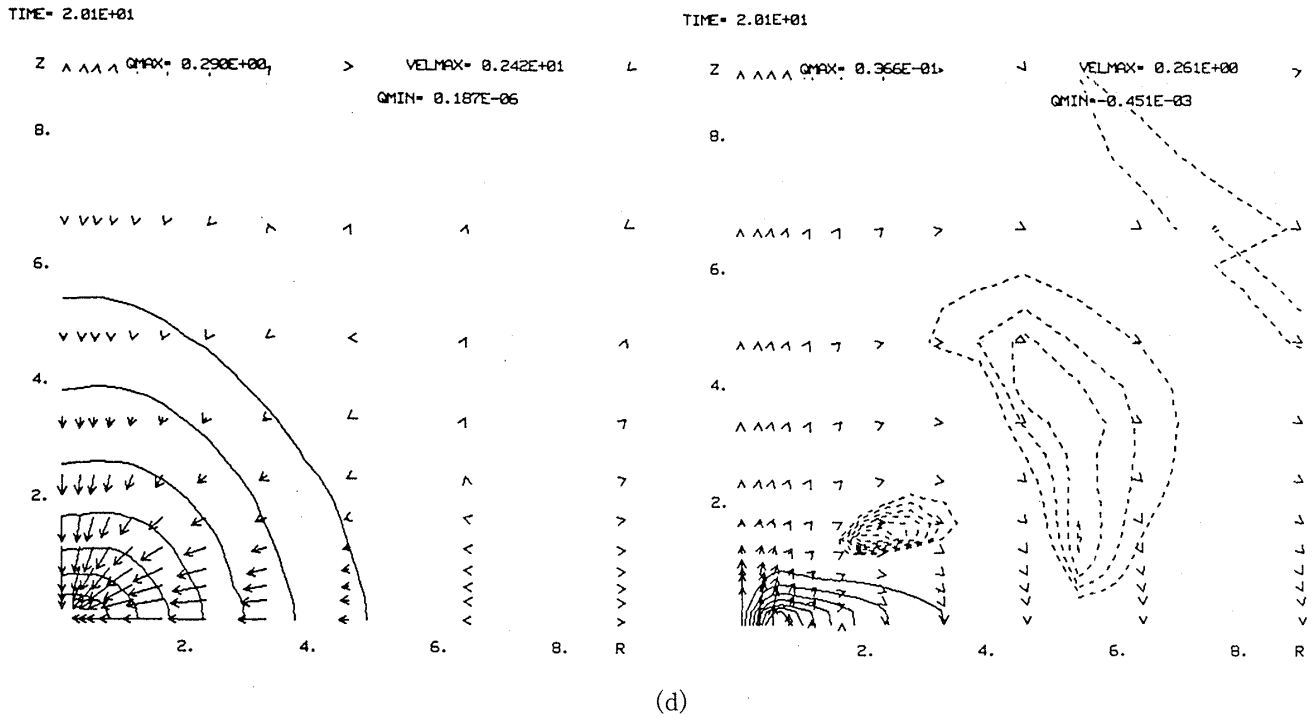 TIME= 2.01E+01
Z QMAX= 0.290E+00, VELMAX= 0.242E+01
QMIN= 0.187E-06
8.
6.
4.
2.
2. 4. 6. 8. R
TIME= 2.01E+01
Z QMAX= 0.366E-01 VELMAX= 0.261E+00
QMIN=-0.451E-03
8.
6.
4.
2.
2. 4. 6. 8. R
(d)